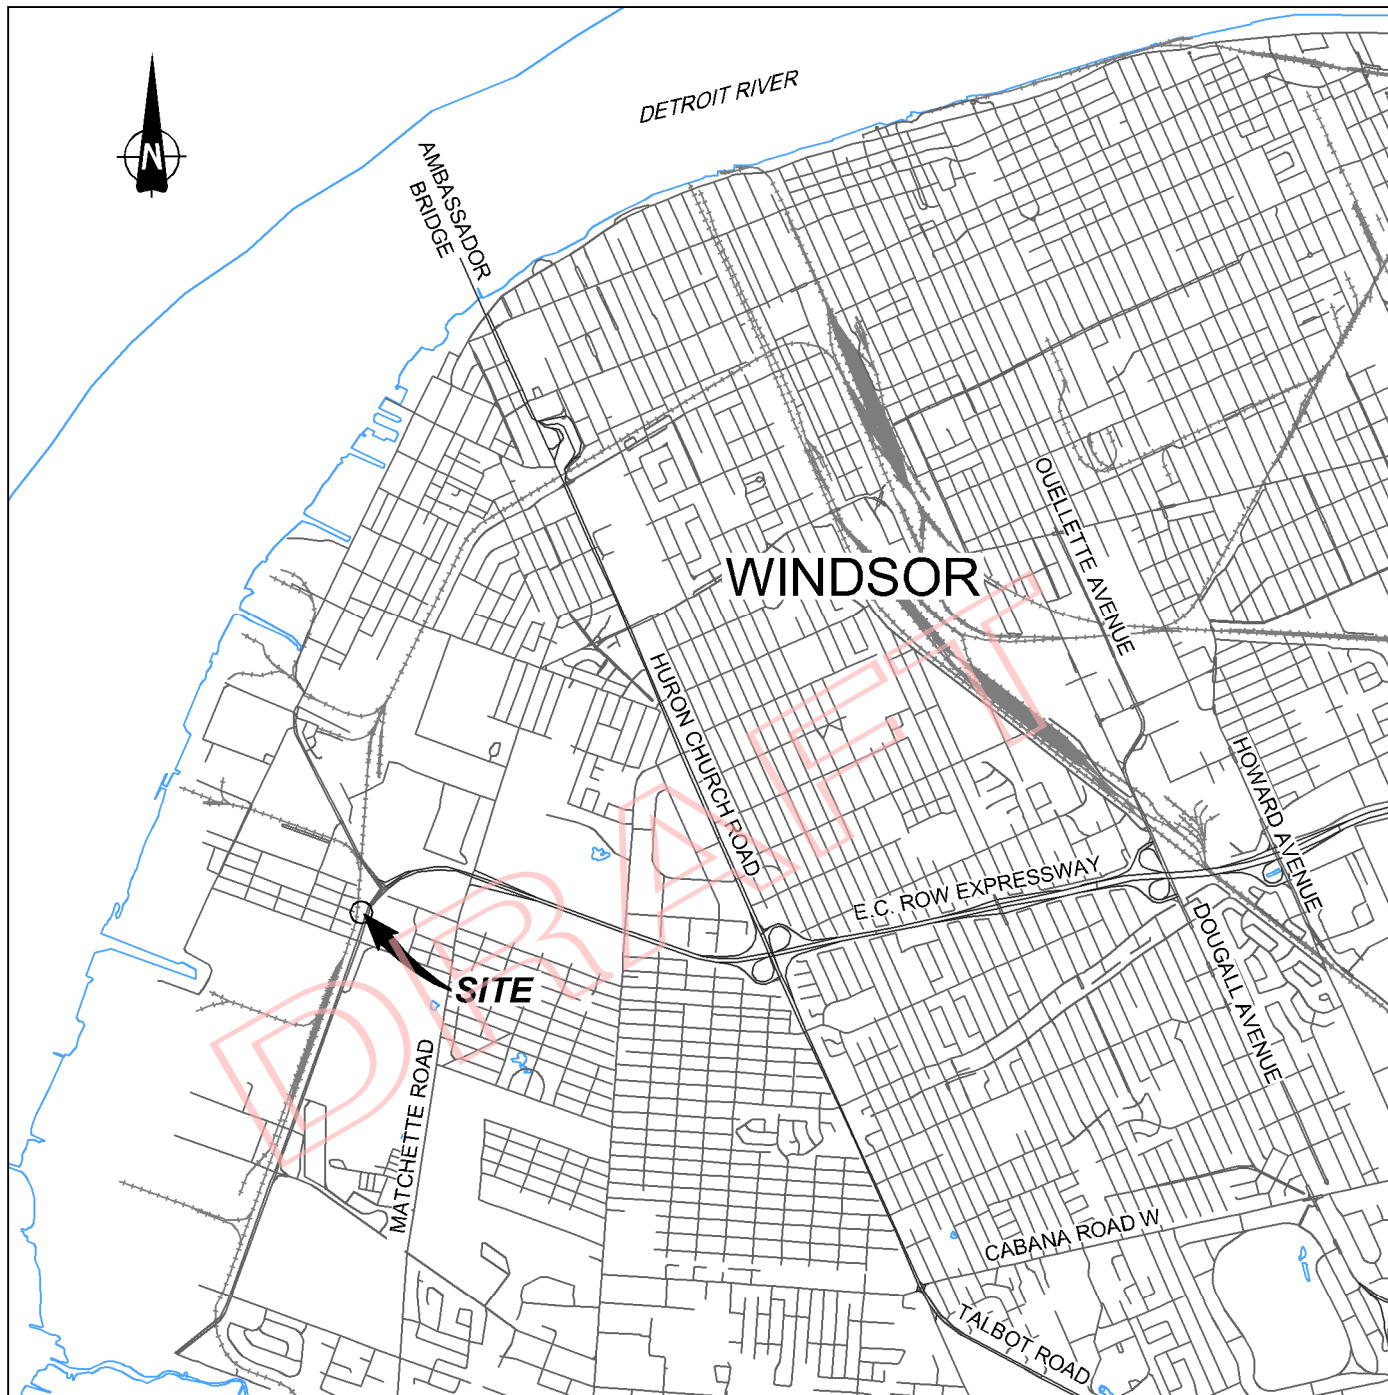 DETROIT RIVER
N
AMBASSADOR
BRIDGE
OUELLETTE AVENUE
WINDSOR
HURON CHURCH ROAD
HOWARD AVENUE
E.C. ROW EXPRESSWAY
DOUGALL AVENUE
SITE
DRAFT
MATCHETTE ROAD
CABANA ROAD W
TALBOT ROAD